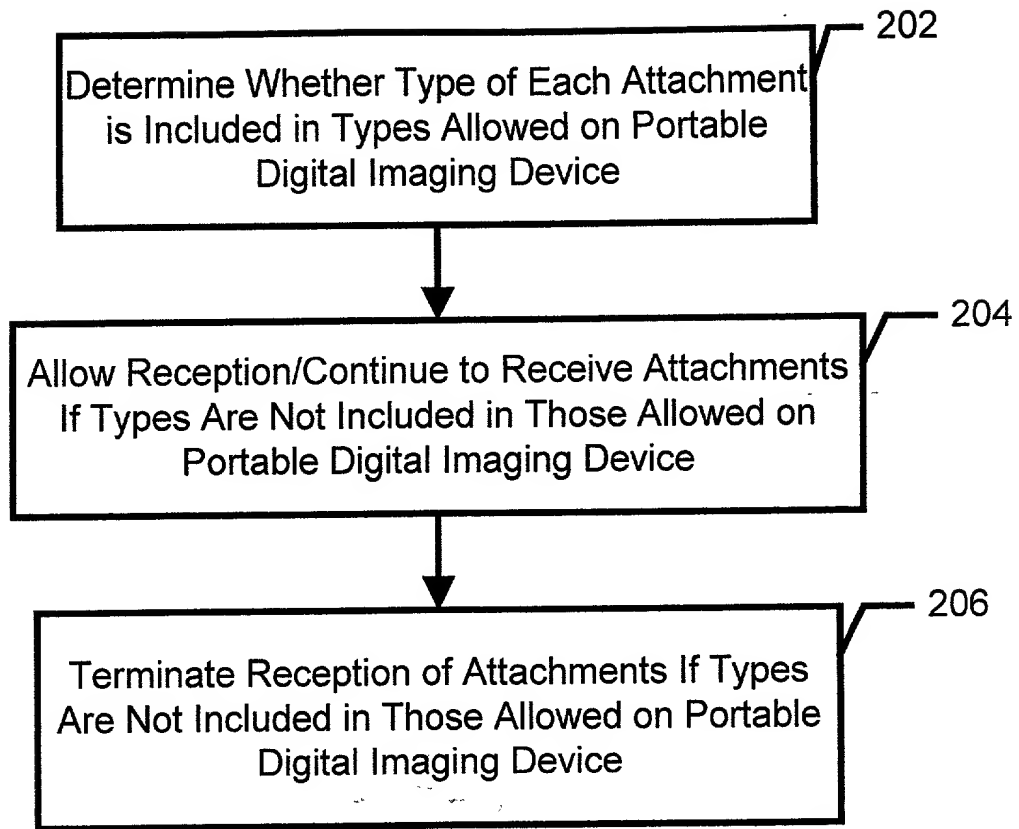 202
Determine Whether Type of Each Attachment
is Included in Types Allowed on Portable
Digital Imaging Device
204
Allow Reception/Continue to Receive Attachments
If Types Are Not Included in Those Allowed on
Portable Digital Imaging Device
206
Terminate Reception of Attachments If Types
Are Not Included in Those Allowed on Portable
Digital Imaging Device